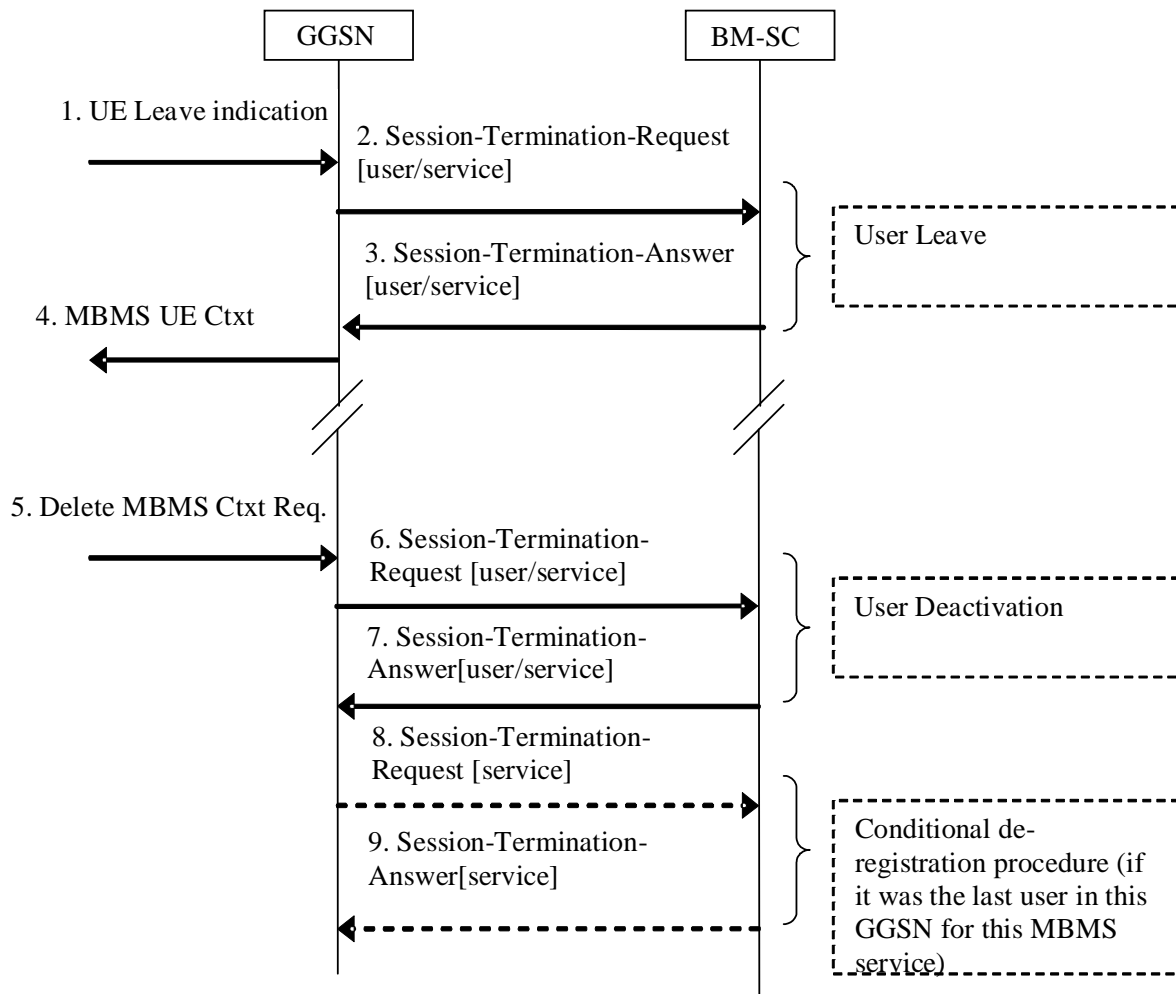 GGSN
BM-SC
1. UE Leave indication
2. Session-Termination-Request
[user/service]
3. Session-Termination-Answer
[user/service]
User Leave
4. MBMS UE Ctxt
5. Delete MBMS Ctxt Req.
6. Session-Termination-
Request [user/service]
User Deactivation
7. Session-Termination-
Answer[user/service]
8. Session-Termination-
Request [service]
9. Session-Termination-
Answer[service]
Conditional de-
registration procedure (if
it was the last user in this
GGSN for this MBMS
service)